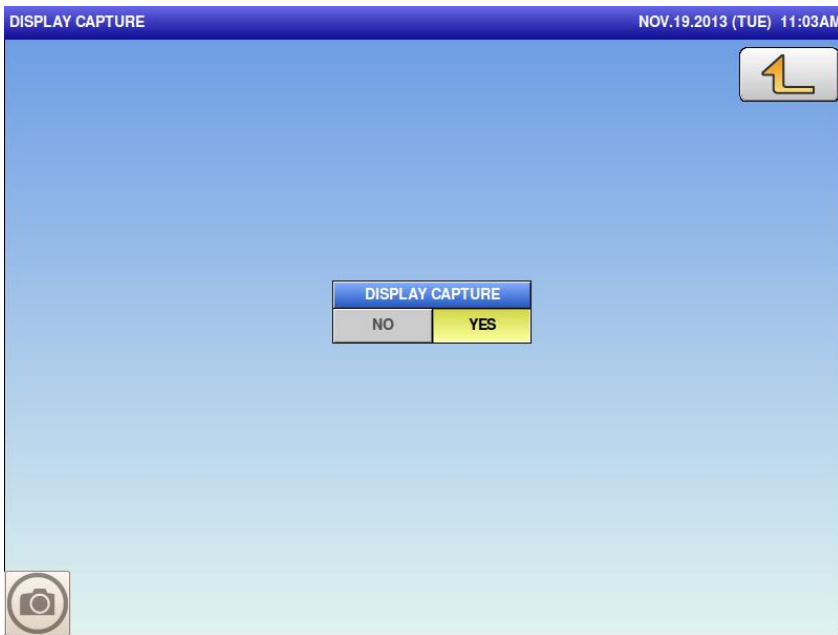 DISPLAY CAPTURE NOV.19.2013 (TUE) 11:03AM
DISPLAY CAPTURE
NO YES